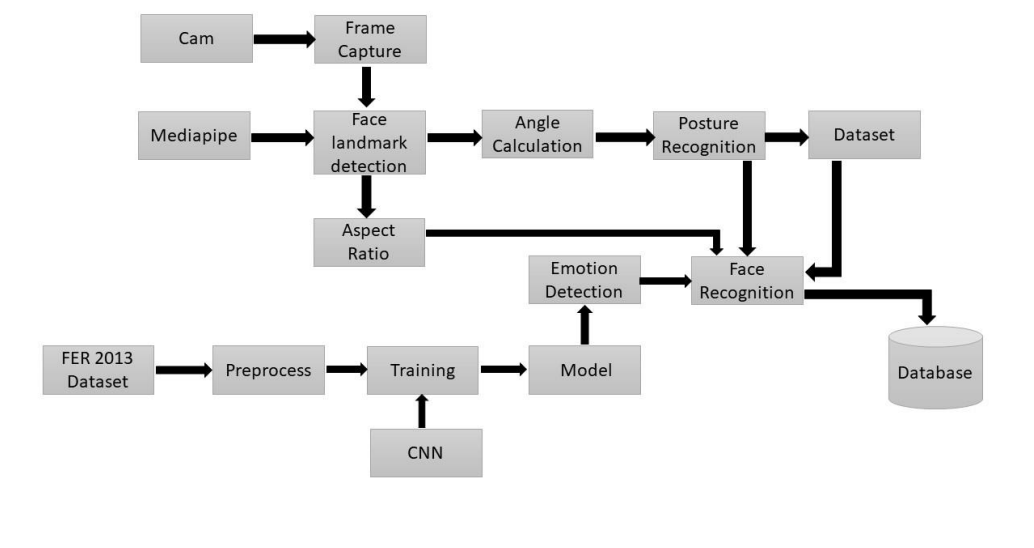 Cam
Frame
Capture
Mediapipe
Face
landmark
detection
Angle
Calculation
Posture
Recognition
Dataset
Aspect
Ratio
Emotion
Detection
Face
Recognition
FER 2013
Dataset
Preprocess
Training
Model
Database
CNN